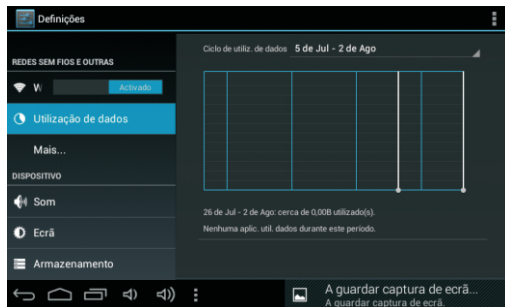 Definições
REDES SEM FIOS E OUTRAS
W
Activado
Utilização de dados
Mais...
DISPOSITIVO
Som
Ecrã
Armazenamento
Ciclo de utiliz. de dados 5 de Jul - 2 de Ago
26 de Jul - 2 de Ago: cerca de 0,00B utilizado(s).
Nenhuma aplic. util. dados durante este período.
A guardar captura de ecrã...
A guardar captura de ecrã.